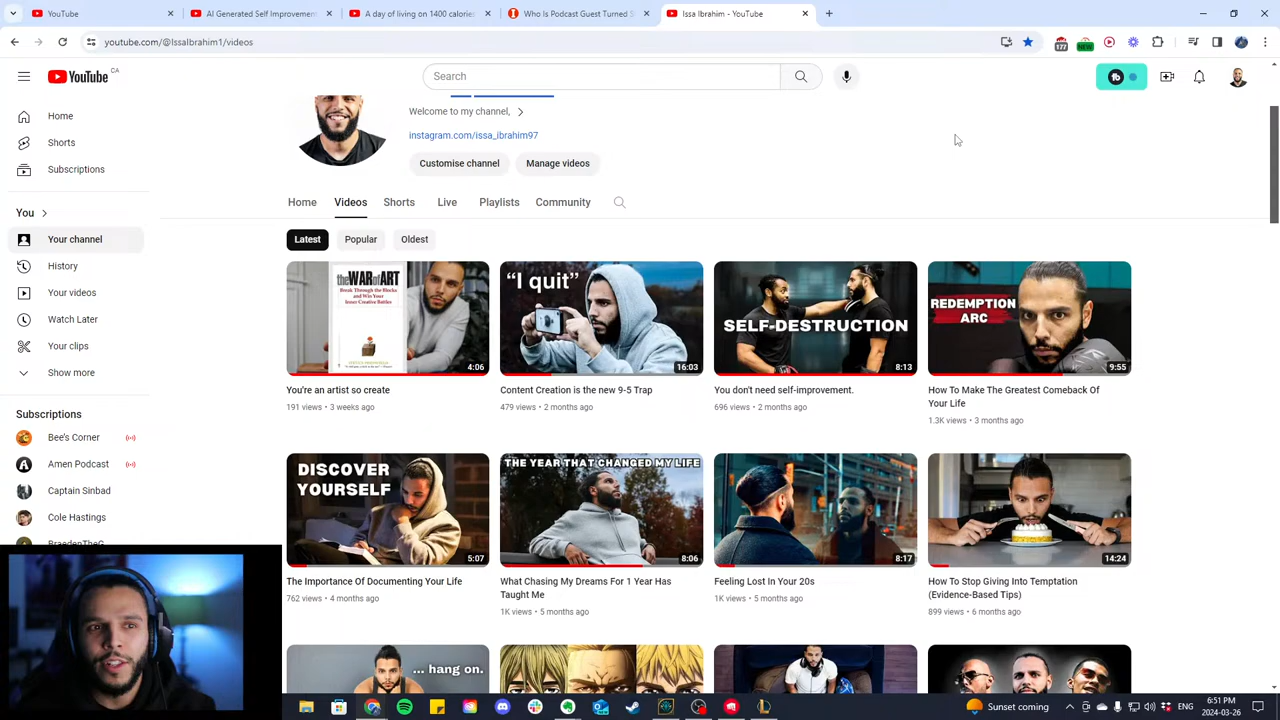 YouTube
AI Generated Self Improvement
A day of living on 1400 calories
Who Is Podcast Guest Turned S
Issa Ibrahim - YouTube
youtube.com/@IssaIbrahim1/videos
177
NEW
YouTube CA
Search
Home
Shorts
Subscriptions
You
Your channel
History
Your videos
Watch Later
Your clips
Show more
Subscriptions
Bee's Corner
Amen Podcast
Captain Sinbad
Cole Hastings
BraedenTheG
Welcome to my channel,
instagram.com/issa_ibrahim97
Customise channel
Manage videos
Home Videos Shorts Live Playlists Community
Latest Popular Oldest
the WAR of ART
Break Through the Blocks
and Win Your
Inner Creative Battles
4:06
You're an artist so create
191 views • 3 weeks ago
"I quit"
16:03
Content Creation is the new 9-5 Trap
479 views • 2 months ago
SELF-DESTRUCTION
8:13
You don't need self-improvement.
696 views • 2 months ago
REDEMPTION
ARC
9:55
How To Make The Greatest Comeback Of
Your Life
1.3K views • 3 months ago
DISCOVER
YOURSELF
5:07
The Importance Of Documenting Your Life
762 views • 4 months ago
THE YEAR THAT CHANGED MY LIFE
8:06
What Chasing My Dreams For 1 Year Has
Taught Me
1K views • 5 months ago
8:17
Feeling Lost In Your 20s
1K views • 5 months ago
14:24
How To Stop Giving Into Temptation
(Evidence-Based Tips)
899 views • 6 months ago
... hang on.
Sunset coming
ENG
6:51 PM
2024-03-26